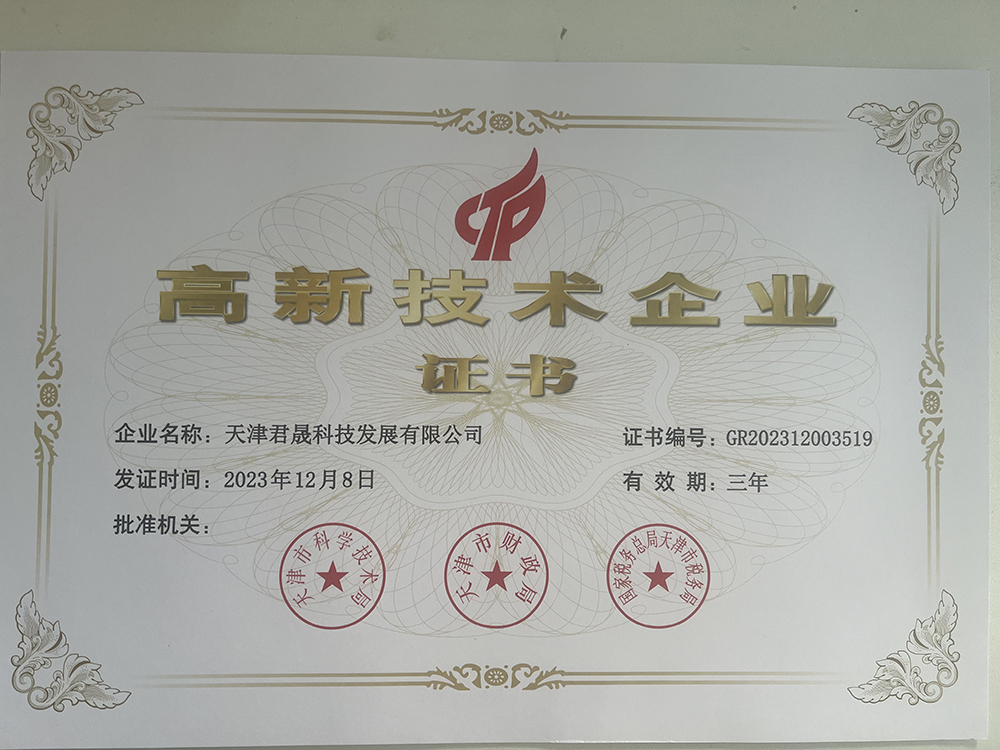 CTP
高新技术企业
证书
企业名称：天津君晟科技发展有限公司
证书编号：GR202312003519
发证时间：2023年12月8日
有效期：三年
批准机关：
天津市科学技术局
天津市财政局
国家税务总局天津市税务局